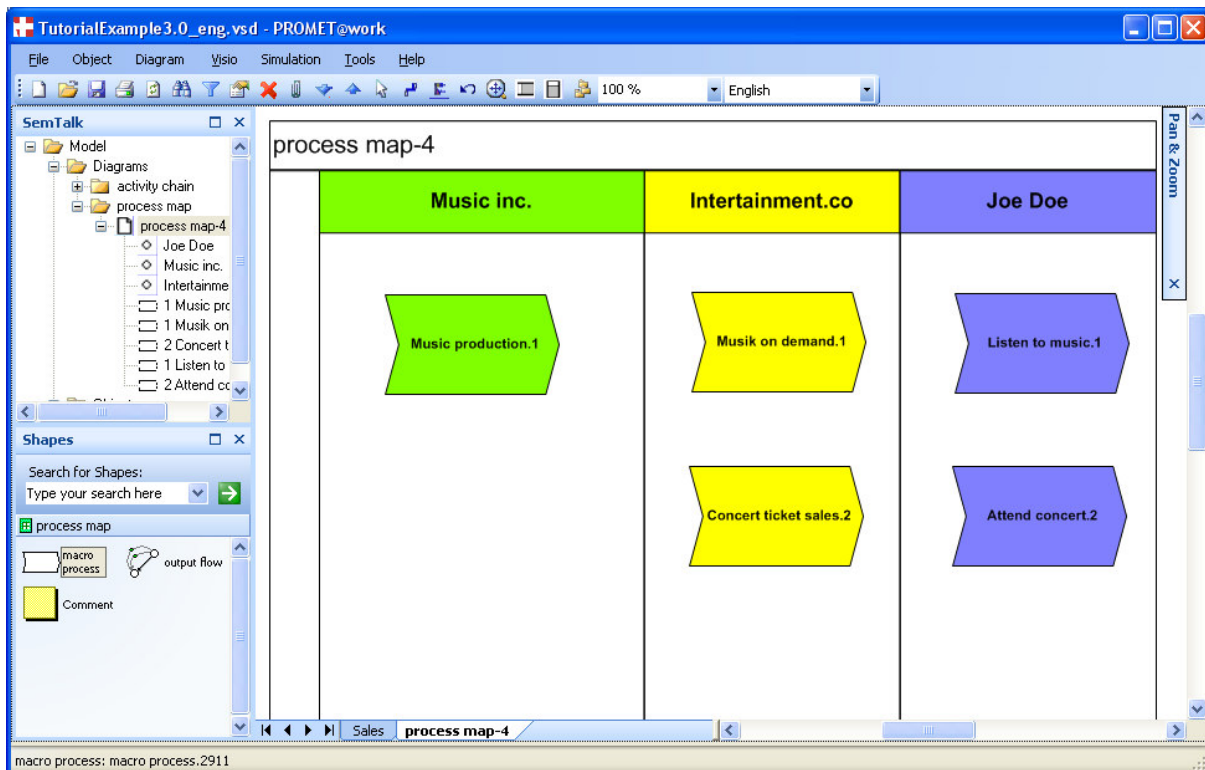 TutorialExample3.0_eng.vsd - PROMET@work
File Object Diagram Visio Simulation Tools Help
100 % English
SemTalk
Model
Diagrams
activity chain
process map
process map-4
Joe Doe
Music inc.
Intertainme
1 Music prc
1 Musik on
2 Concert t
1 Listen to
2 Attend cc
Shapes
Search for Shapes:
Type your search here
process map
macro process
output flow
Comment
process map-4
Music inc. Intertainment.co Joe Doe
Music production.1 Musik on demand.1 Listen to music.1
Concert ticket sales.2 Attend concert.2
Pan & Zoom
Sales process map-4
macro process: macro process.2911